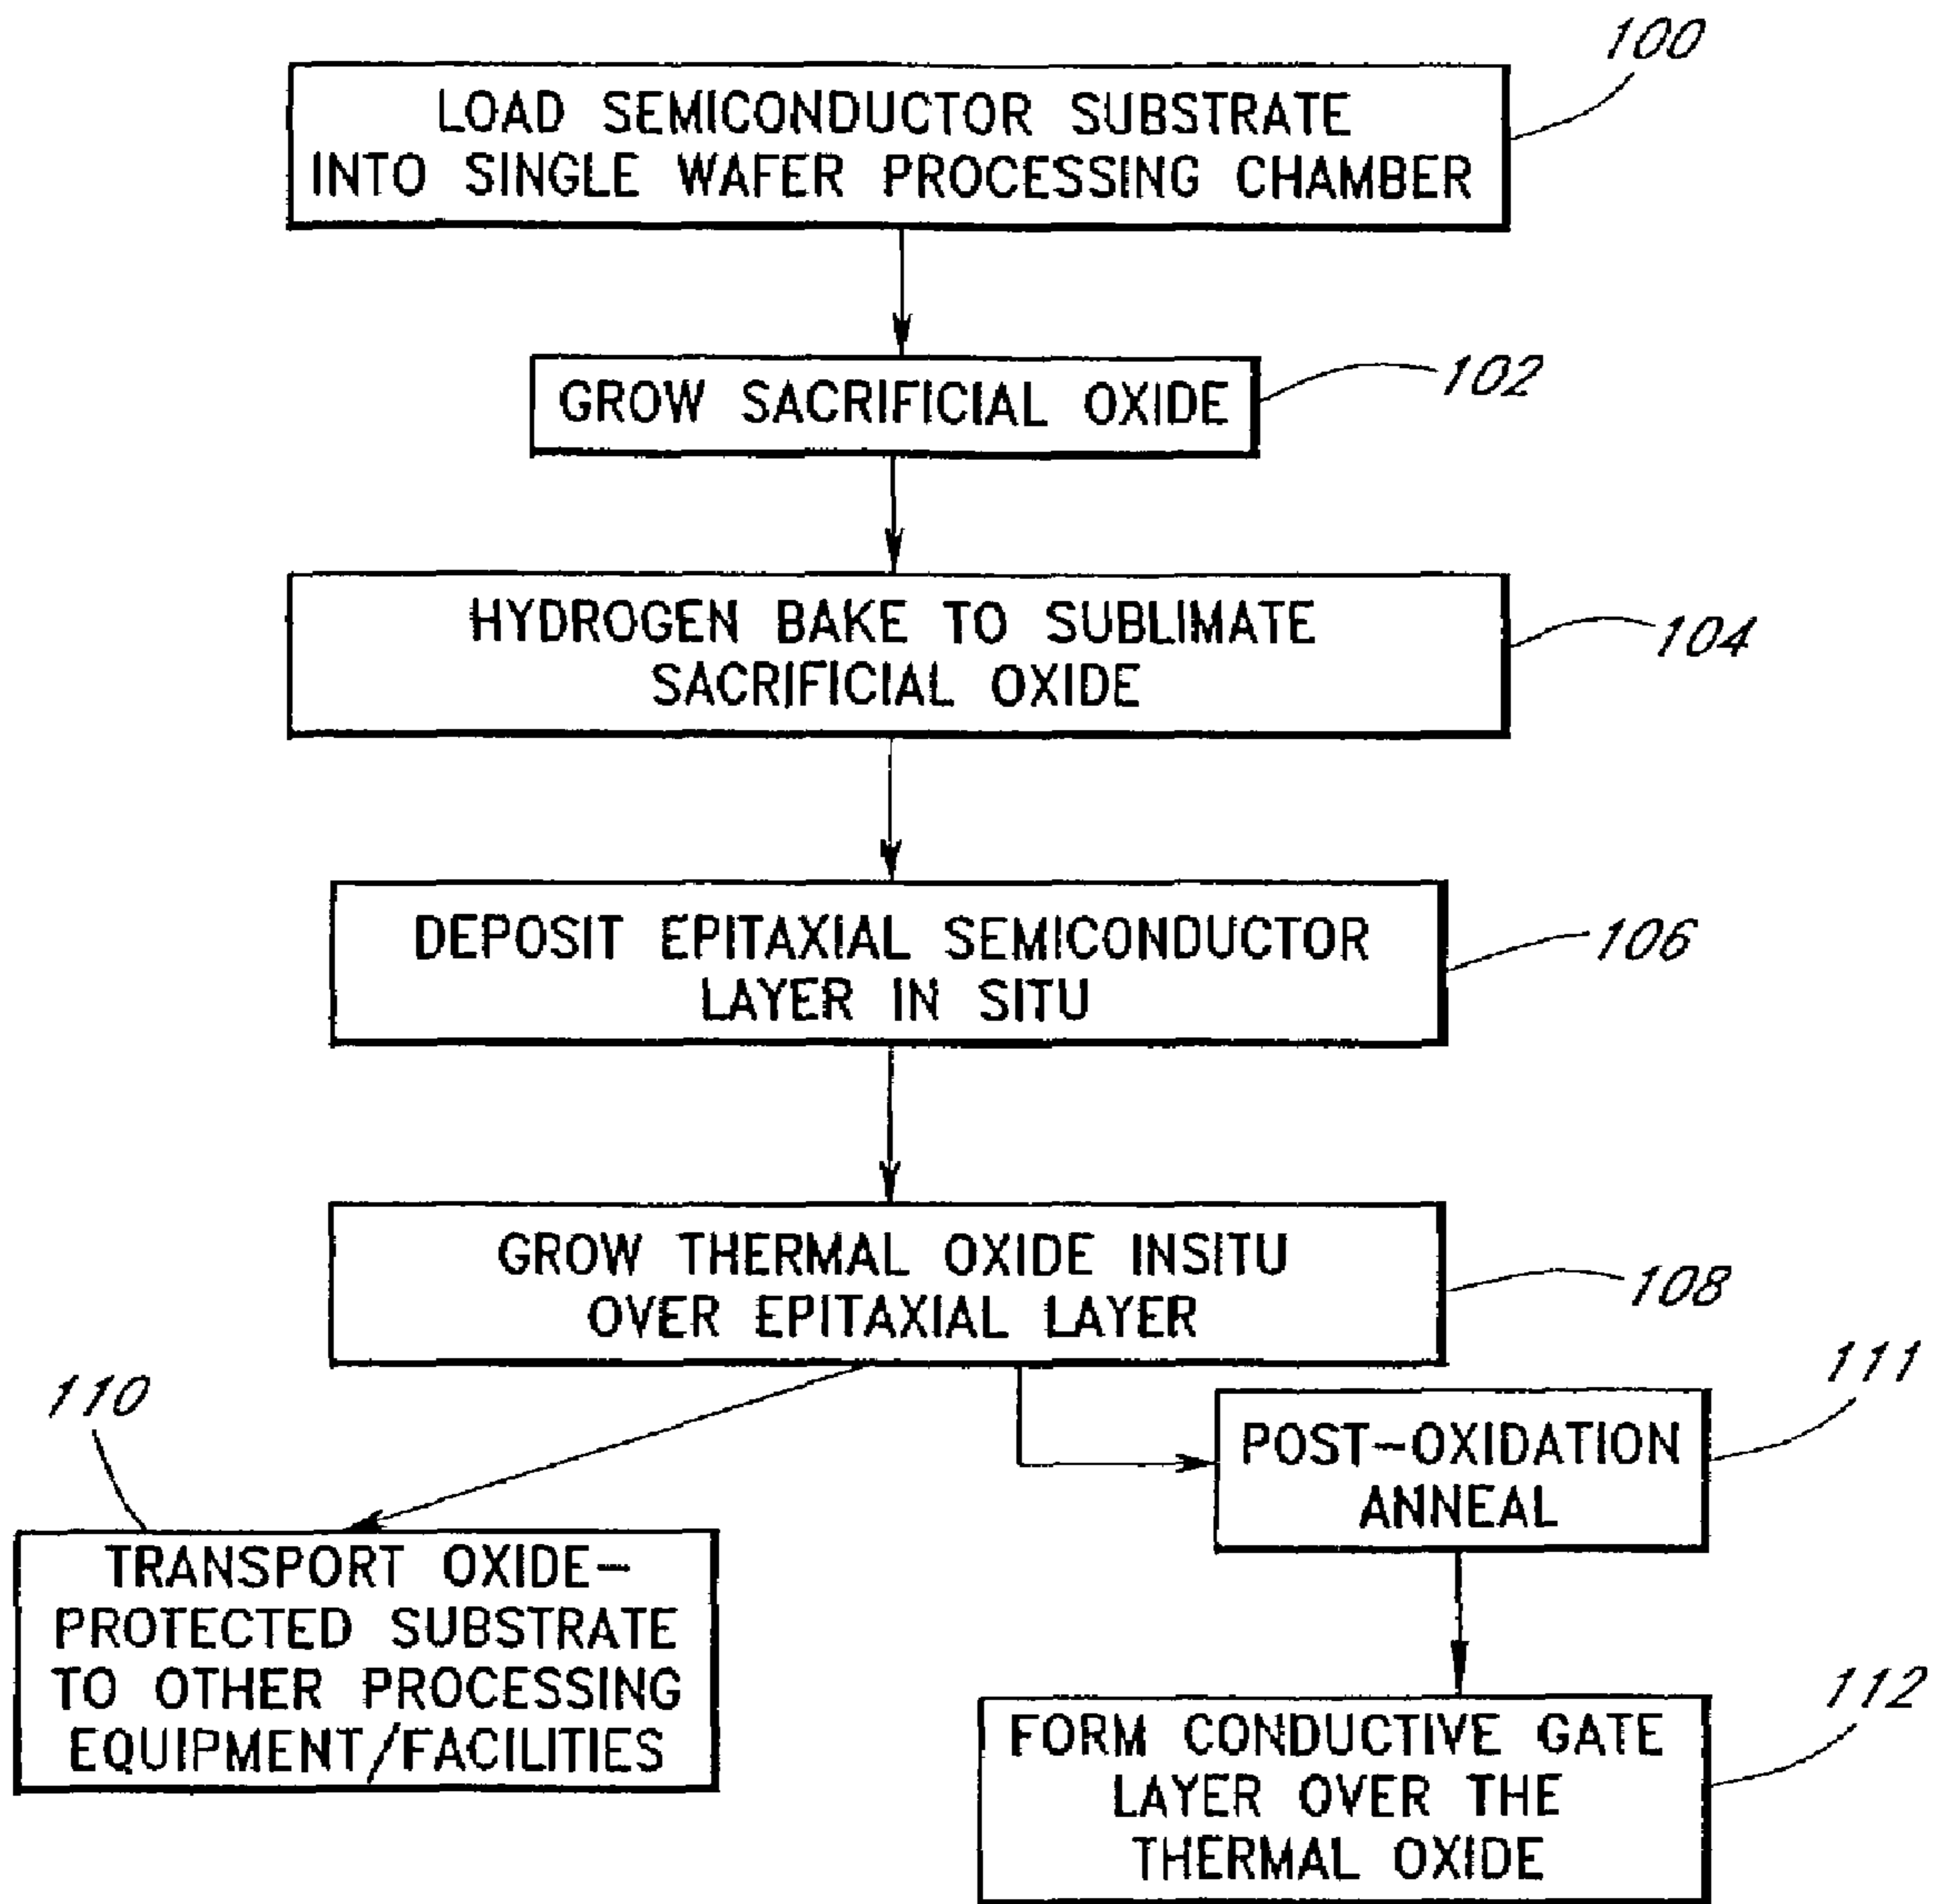 100
LOAD SEMICONDUCTOR SUBSTRATE
INTO SINGLE WAFER PROCESSING CHAMBER
102
GROW SACRIFICIAL OXIDE
HYDROGEN BAKE TO SUBLIMATE
SACRIFICIAL OXIDE
104
DEPOSIT EPITAXIAL SEMICONDUCTOR
LAYER IN SITU
106
GROW THERMAL OXIDE INSITU
OVER EPITAXIAL LAYER
108
110
TRANSPORT OXIDE-
PROTECTED SUBSTRATE
TO OTHER PROCESSING
EQUIPMENT/FACILITIES
111
POST-OXIDATION
ANNEAL
112
FORM CONDUCTIVE GATE
LAYER OVER THE
THERMAL OXIDE